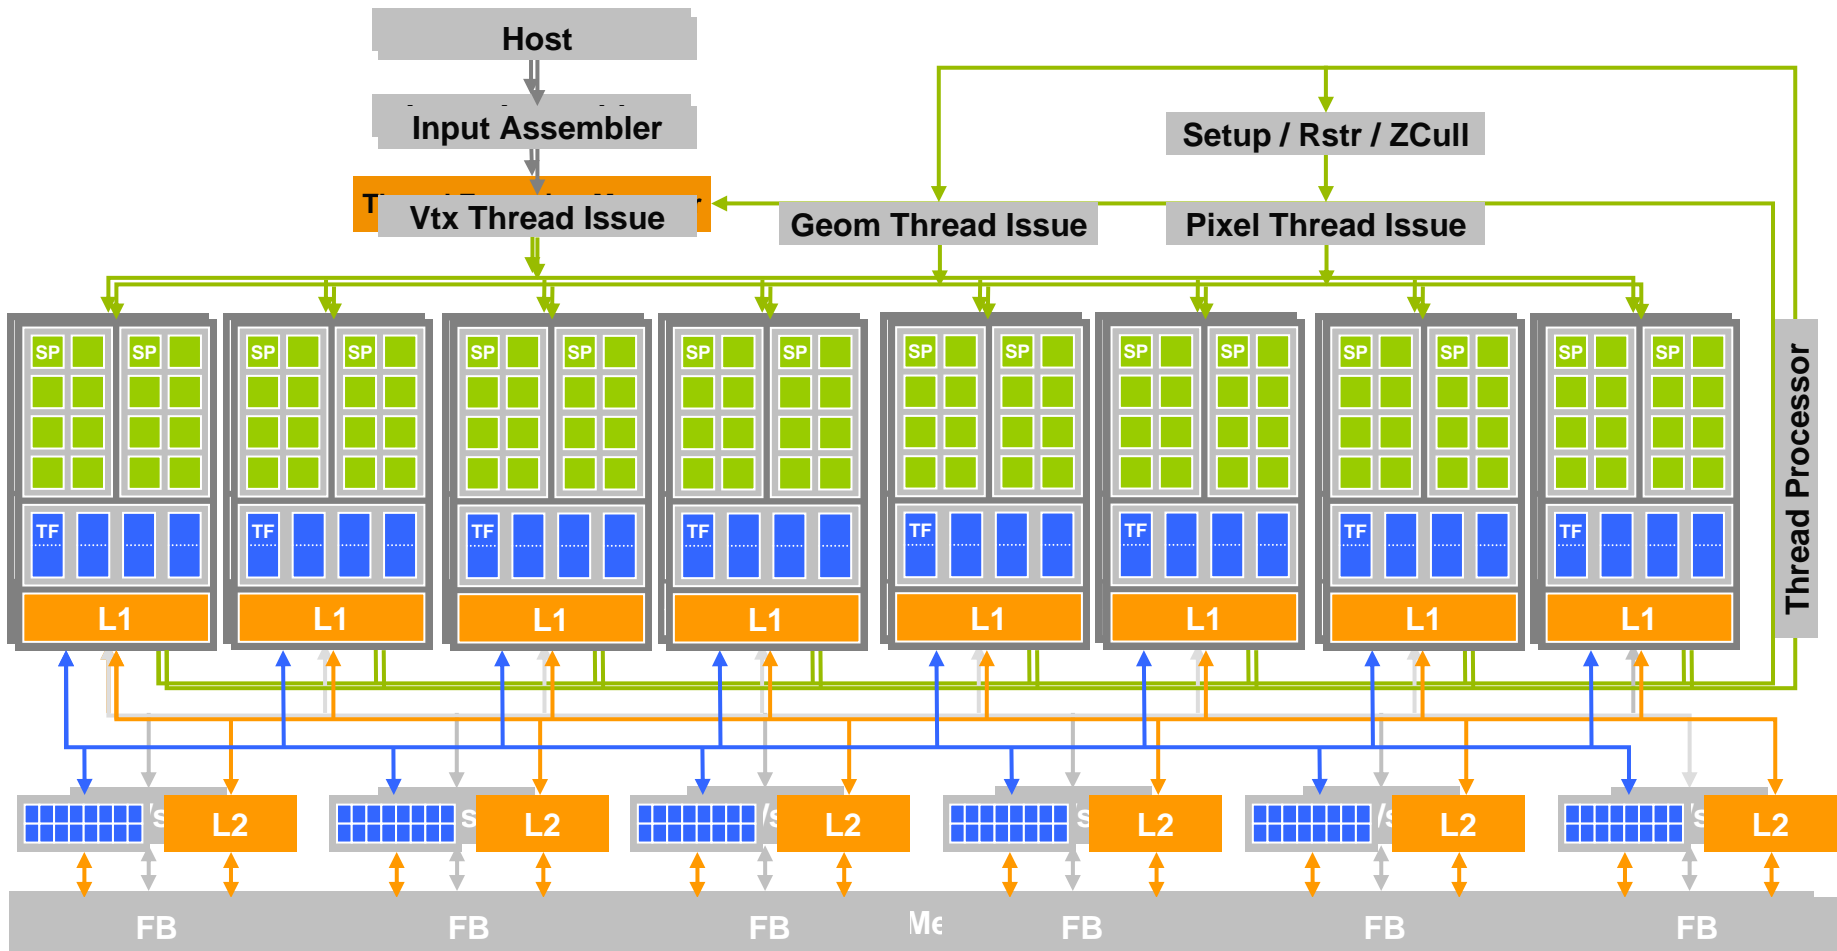 Host
Input Assembler
Setup / Rstr / ZCull
Vtx Thread Issue
Geom Thread Issue
Pixel Thread Issue
Thread Processor
SP SP SP SP SP SP SP SP SP SP SP SP SP SP SP SP
TF TF TF TF TF TF TF TF
L1 L1 L1 L1 L1 L1 L1 L1
L2 L2 L2 L2 L2 L2
FB FB FB FB FB FB